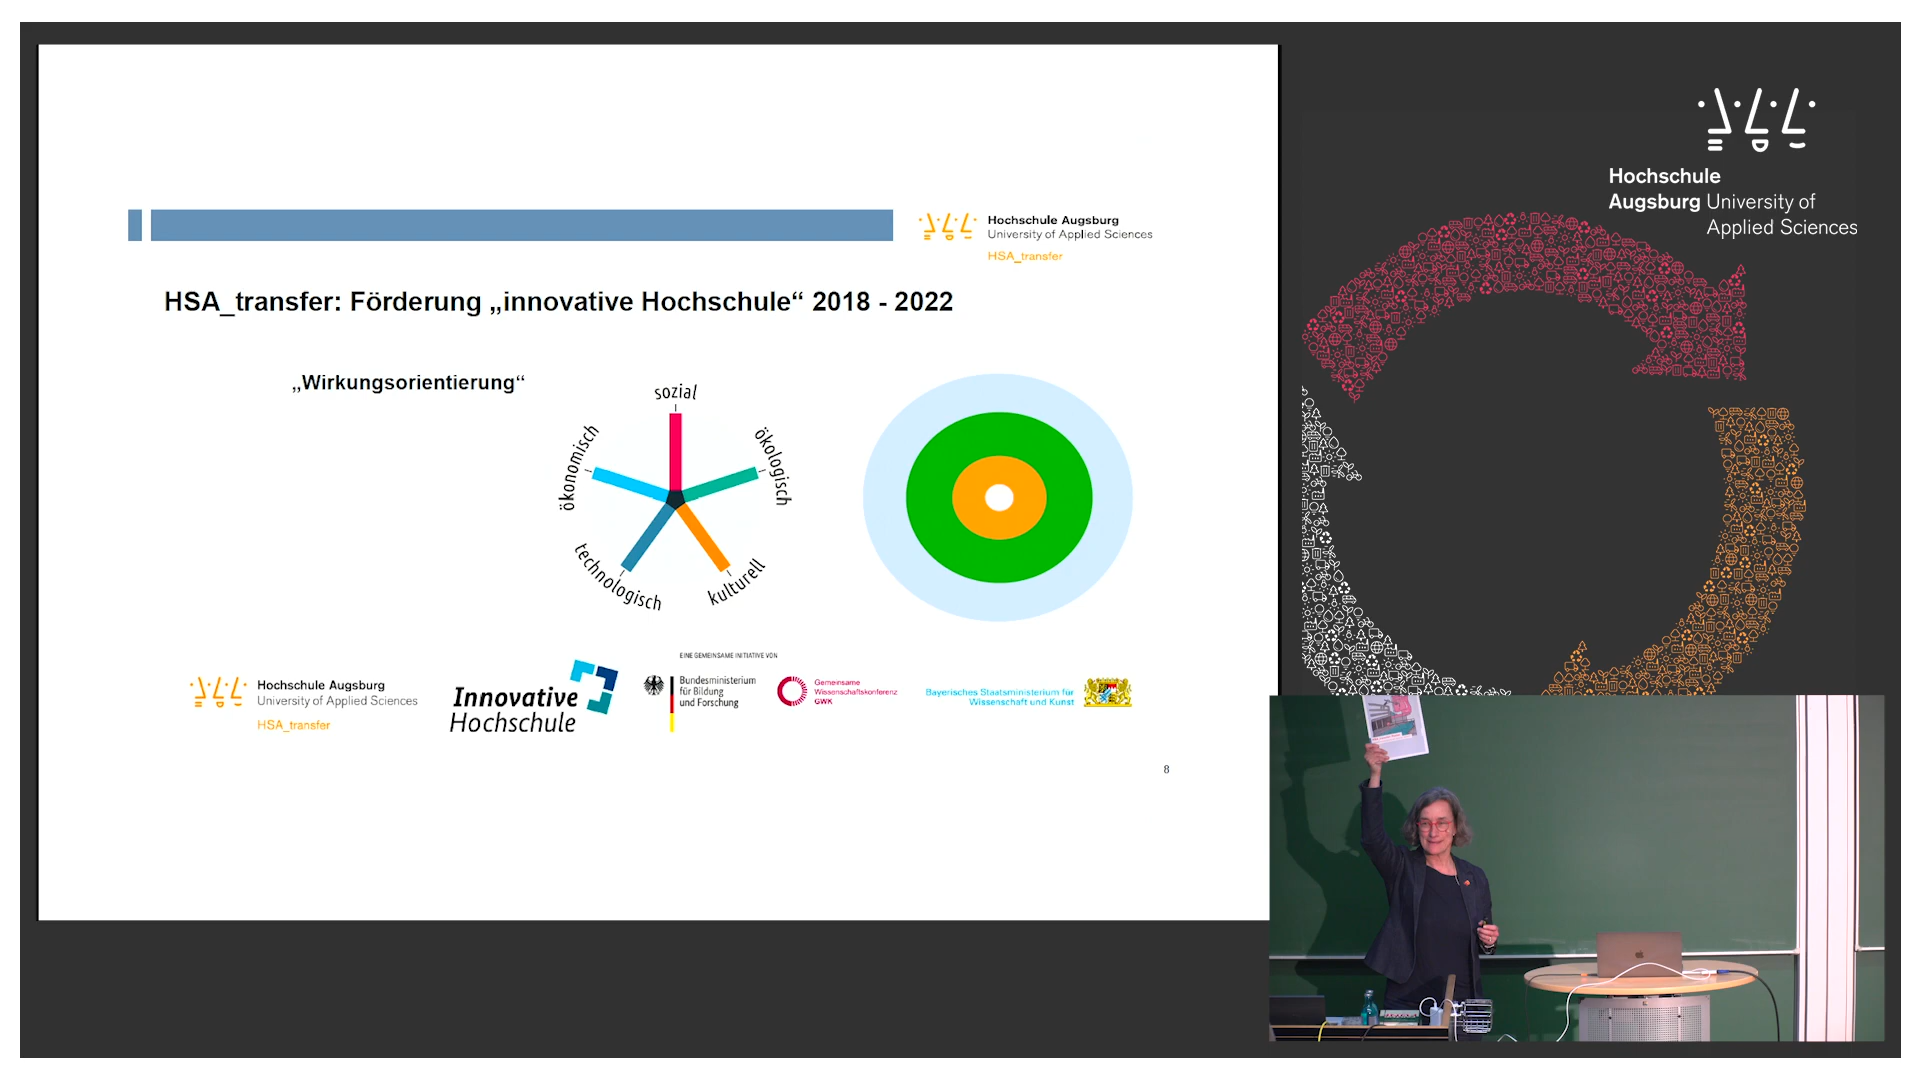 Hochschule Augsburg
University of Applied Sciences
HSA_transfer
HSA_transfer: Förderung „innovative Hochschule“ 2018 - 2022
„Wirkungsorientierung“
sozial
ökonomisch
ökologisch
technologisch
kulturell
EINE GEMEINSAME INITIATIVE VON
Hochschule Augsburg
University of Applied Sciences
HSA_transfer
Innovative
Hochschule
Bundesministerium
für Bildung
und Forschung
Gemeinsame
Wissenschaftskonferenz
GWK
Bayerisches Staatsministerium für
Wissenschaft und Kunst
8
Hochschule
Augsburg University of
Applied Sciences